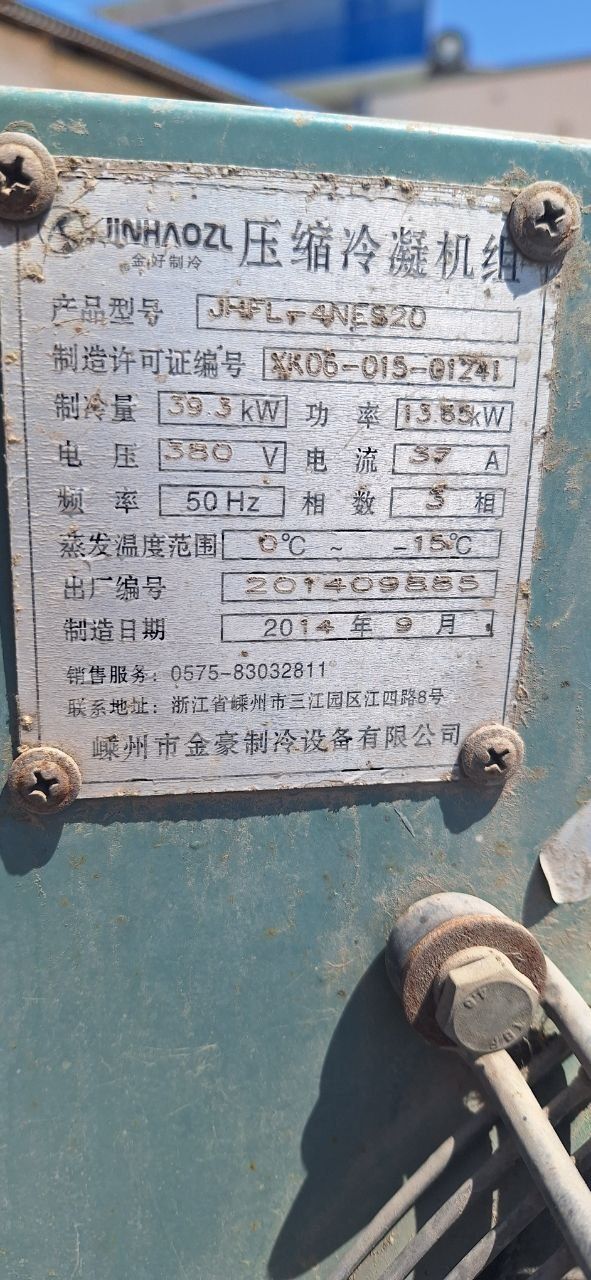 JINHAOZL 压缩冷凝机组
金好制冷
产品型号 JHFL-4NES20
制造许可证编号 XK06-015-01241
制冷量 39.3 kW 功率 13.65kW
电压 380 V 电流 37 A
频率 50 Hz 相数 3 相
蒸发温度范围 0℃ ~ -15℃
出厂编号 201409885
制造日期 2014 年 9 月
销售服务: 0575-83032811
联系地址: 浙江省嵊州市三江园区江四路8号
嵊州市金豪制冷设备有限公司